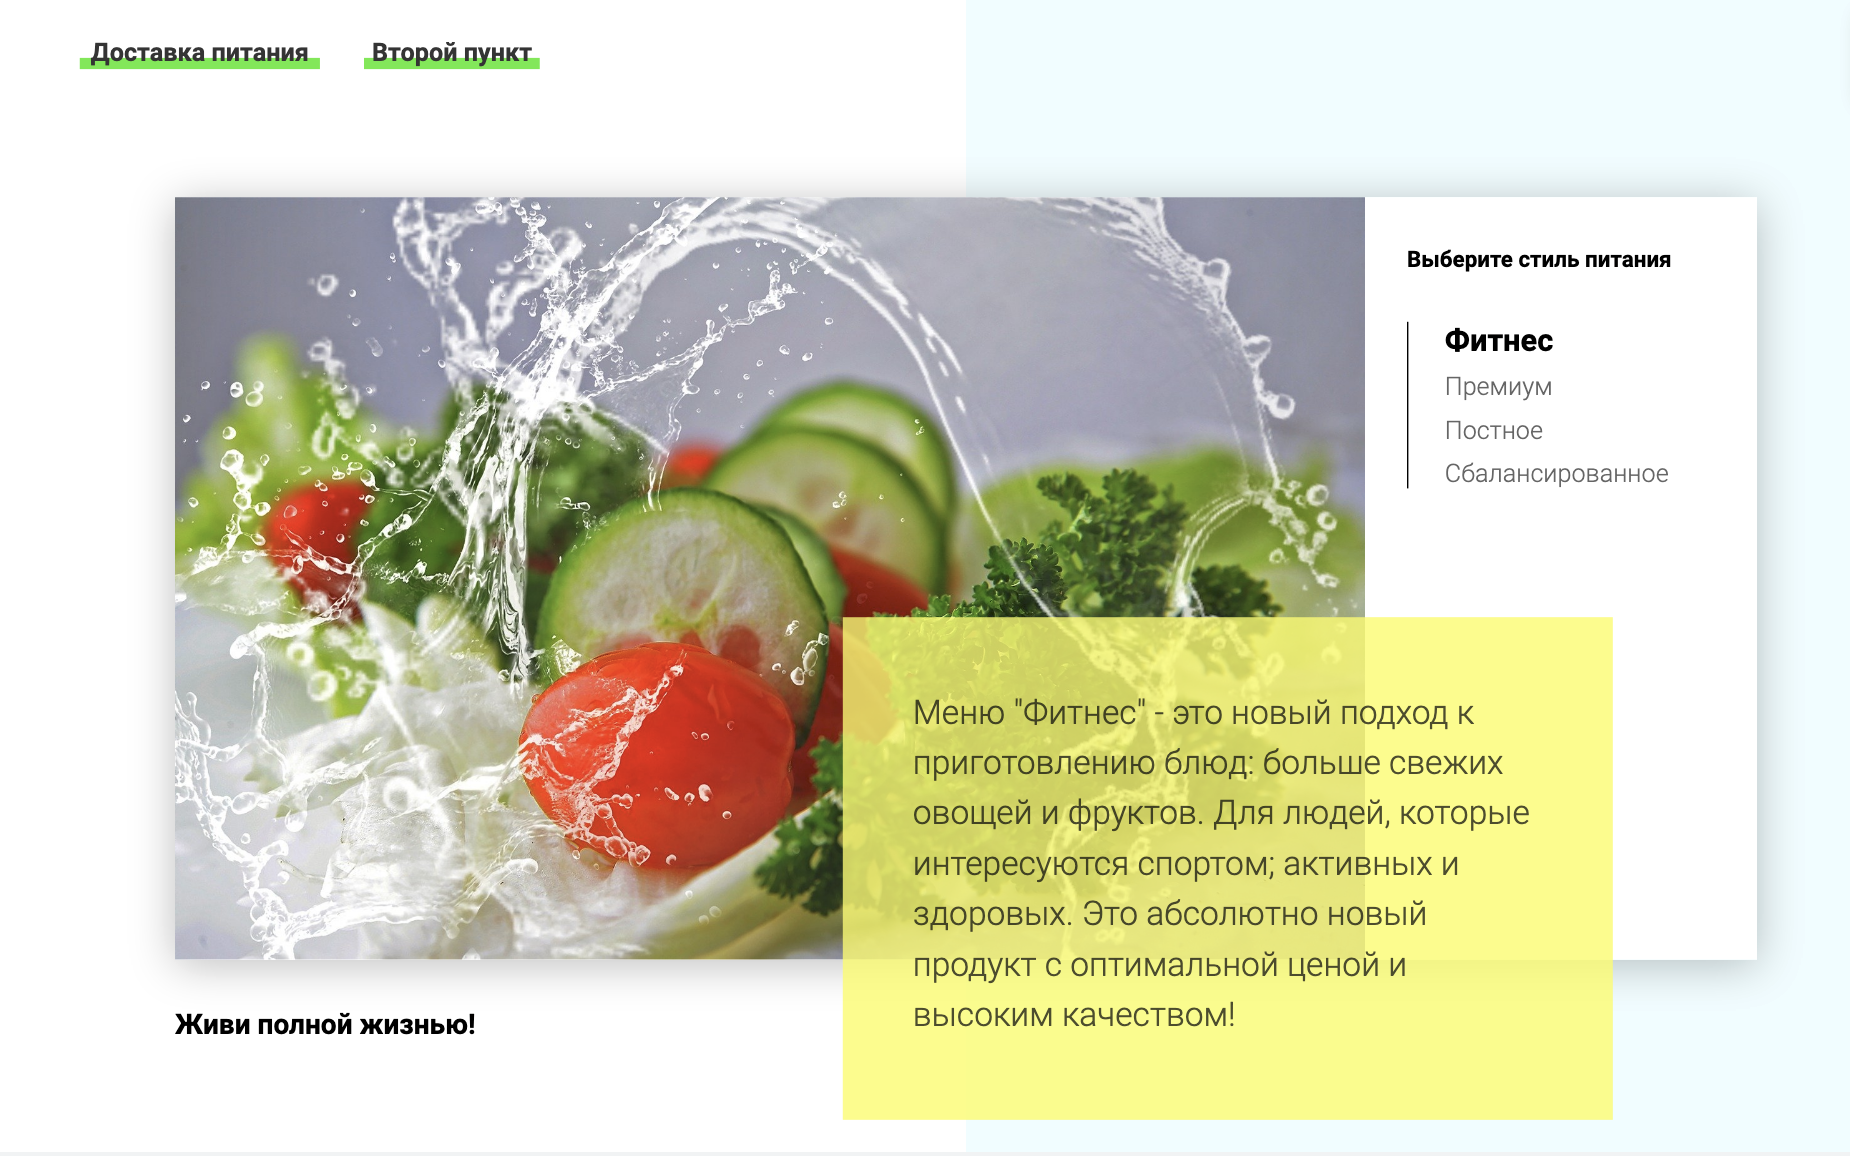 Доставка питания
Второй пункт
Выберите стиль питания
Фитнес
Премиум
Постное
Сбалансированное
Меню "Фитнес" - это новый подход к
приготовлению блюд: больше свежих
овощей и фруктов. Для людей, которые
интересуются спортом; активных и
здоровых. Это абсолютно новый
продукт с оптимальной ценой и
высоким качеством!
Живи полной жизнью!